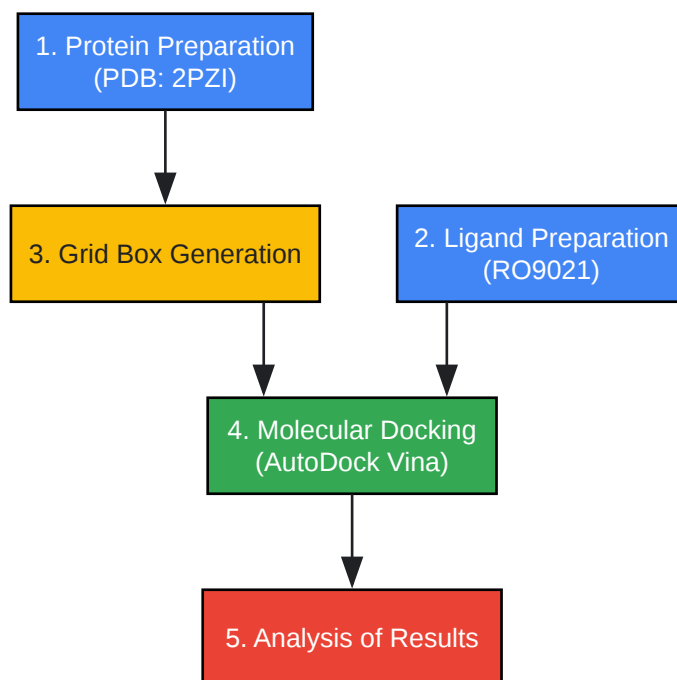 1. Protein Preparation
(PDB: 2PZI)
3. Grid Box Generation
2. Ligand Preparation
(RO9021)
4. Molecular Docking
(AutoDock Vina)
5. Analysis of Results